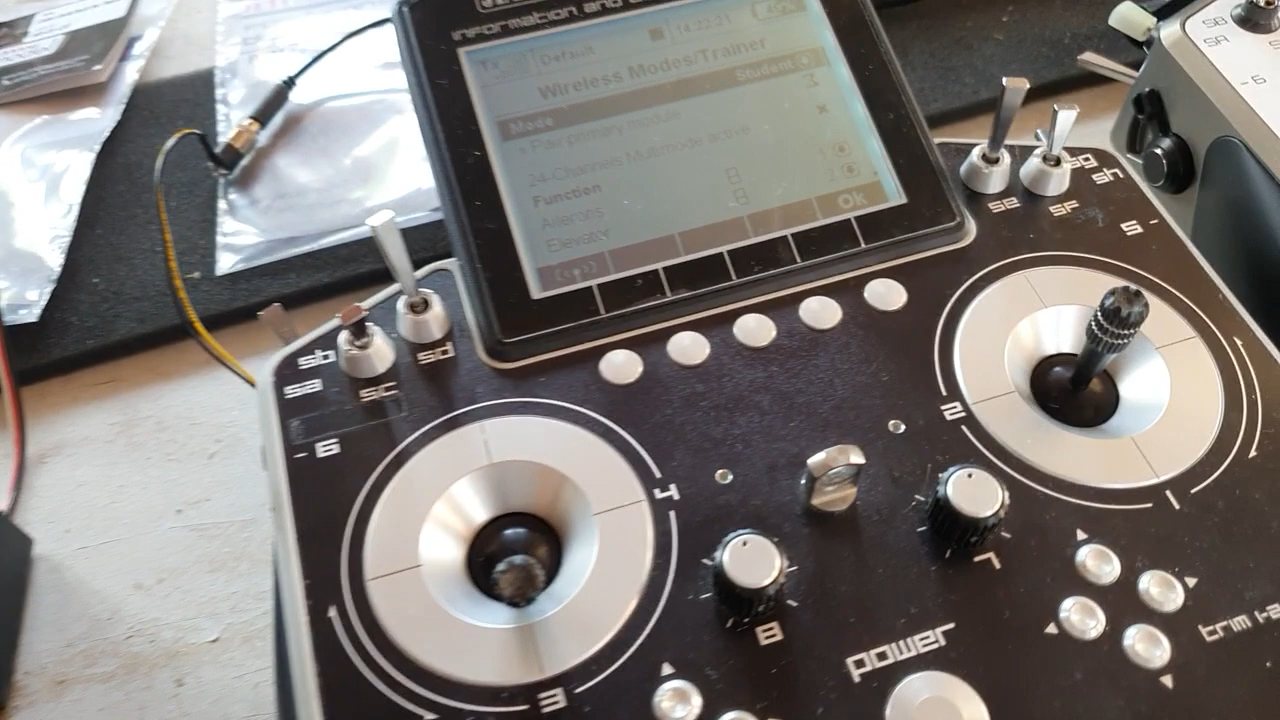 information and
Tx
Default
14:22:21
Wireless Modes/Trainer
Mode
Student
Pair primary module
24-Channels Multimode active
Function
Ailerons
Elevator
Ok
sb
sa
sc
sd
- 6
se
sf
sg
sh
5 -
4
3
2
1
8
7
power
SB
SA
- 6